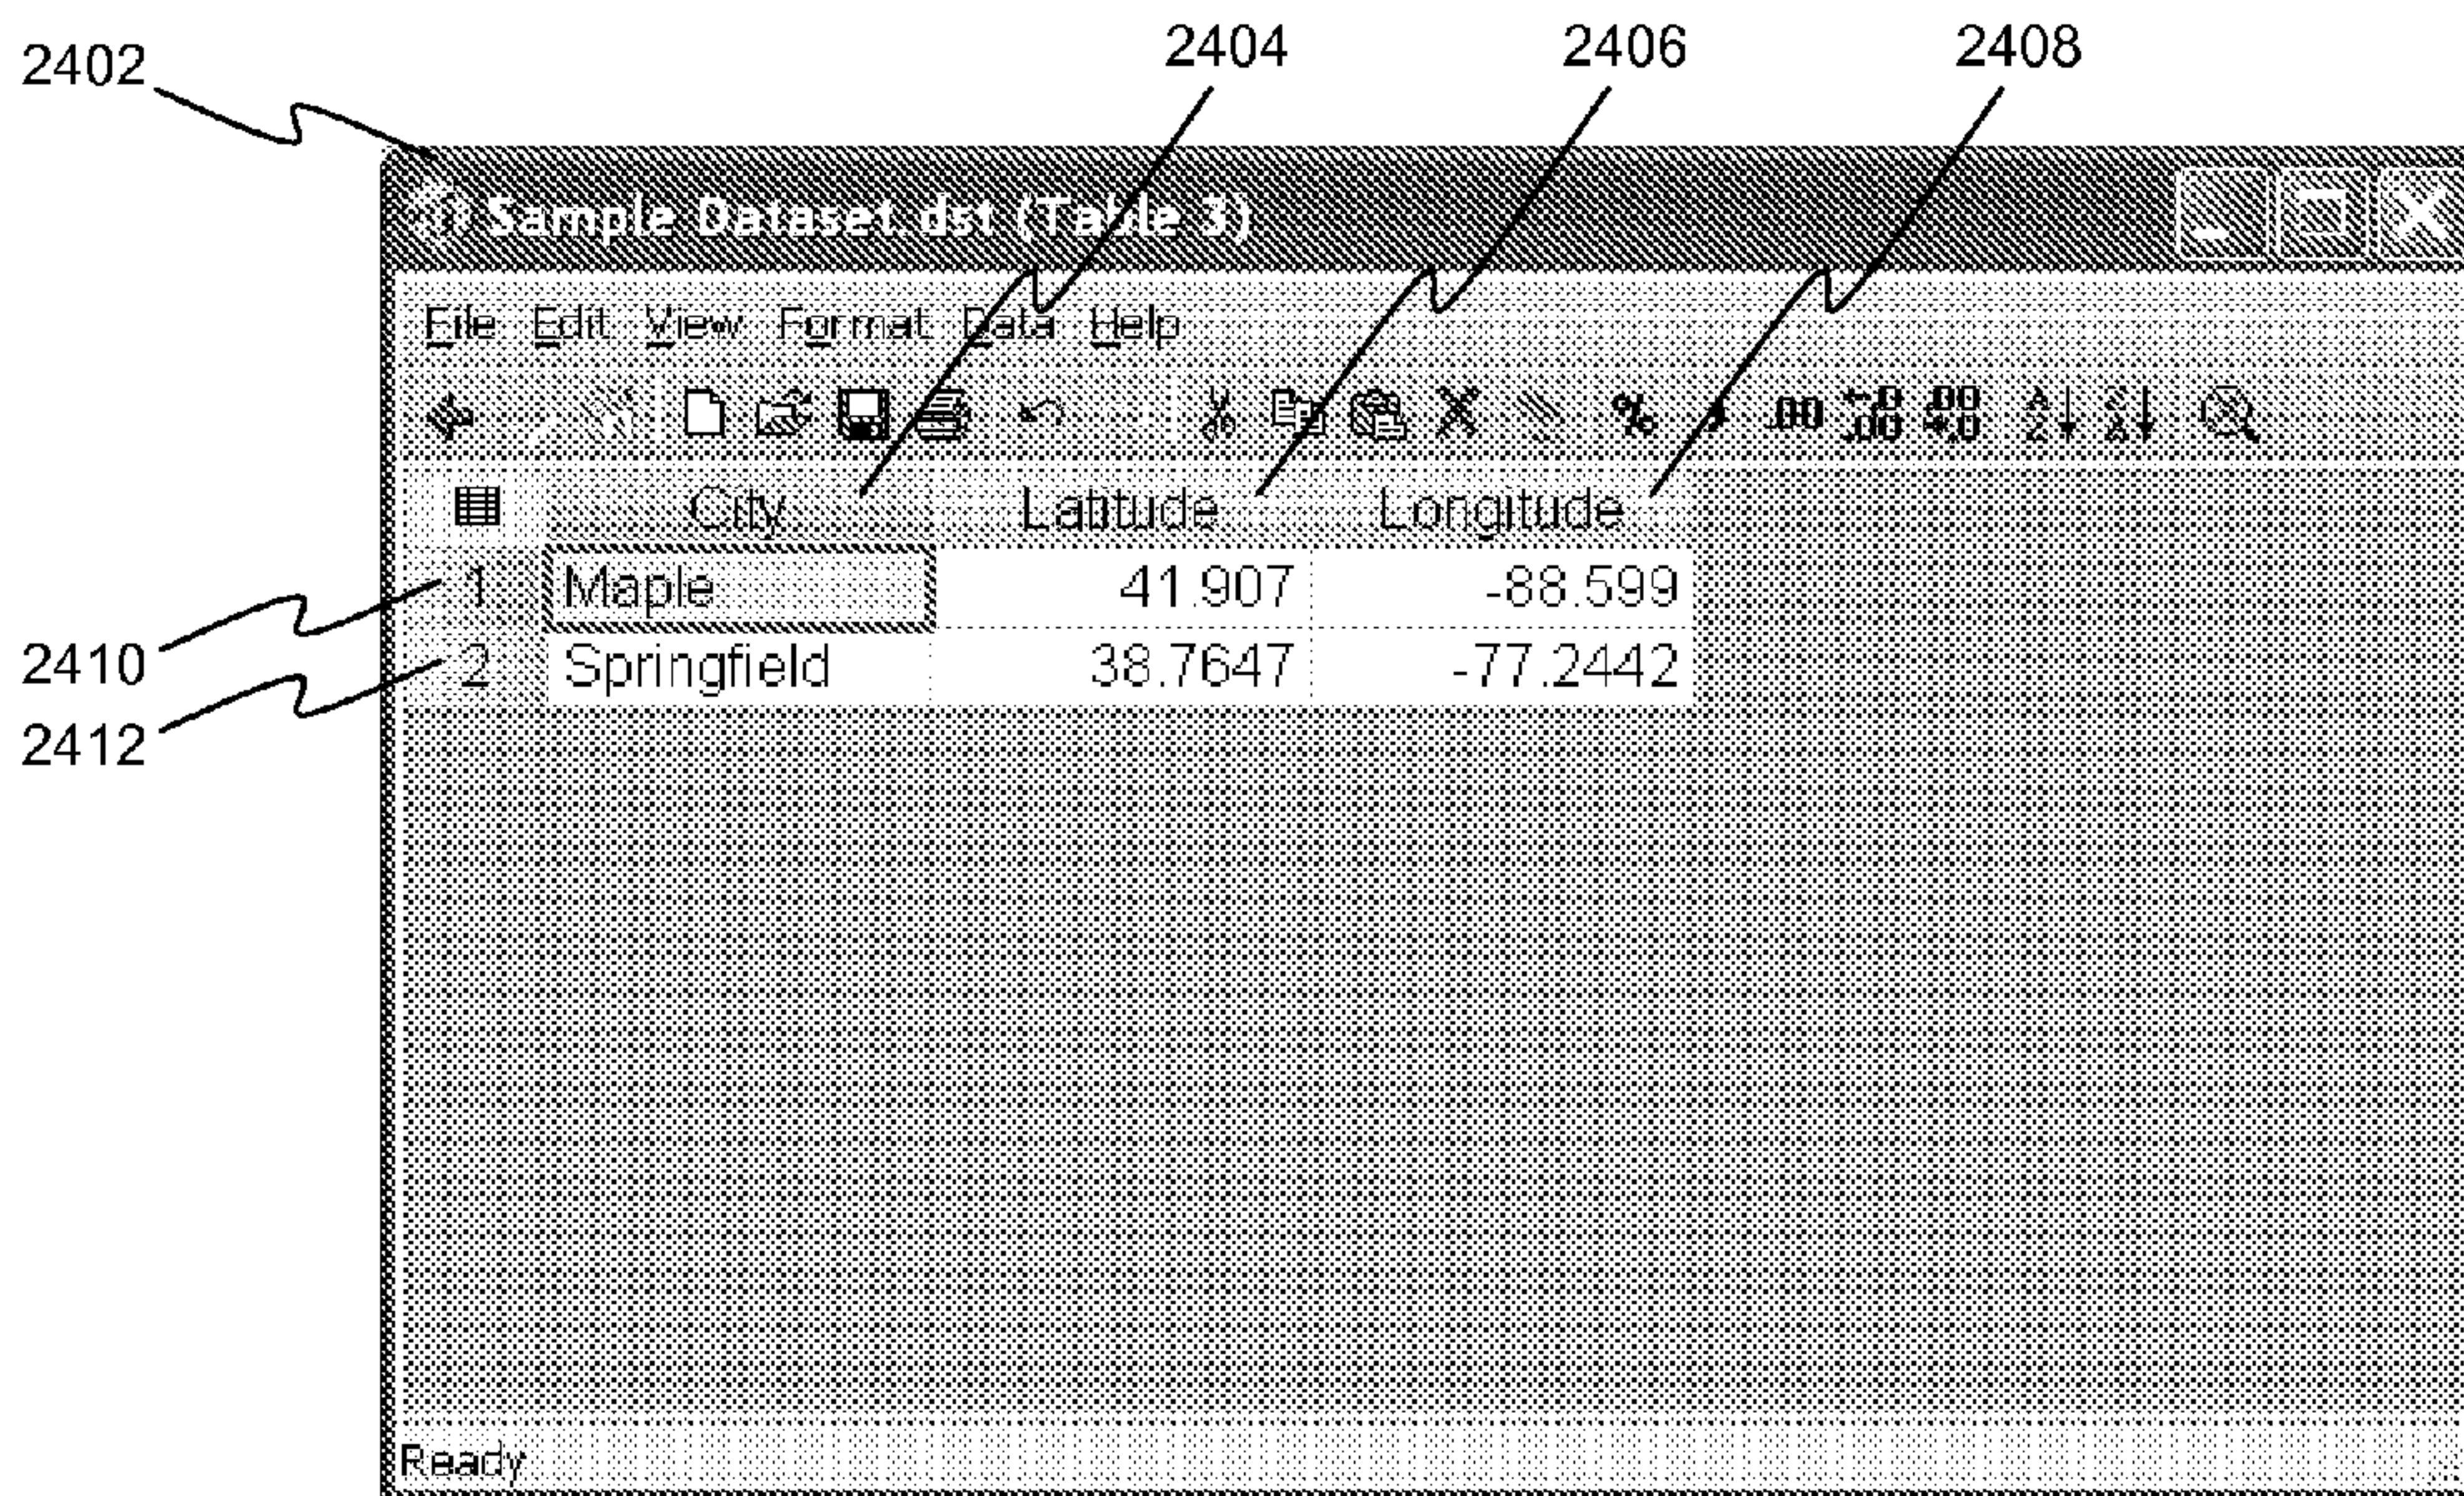 2404 2406 2408
2402
Sample Dataset.dst (Table 3)
File Edit View Format Data Help
City Latitude Longitude
1 Maple 41.907 -88.599
2410
2 Springfield 38.7647 -77.2442
2412
Ready